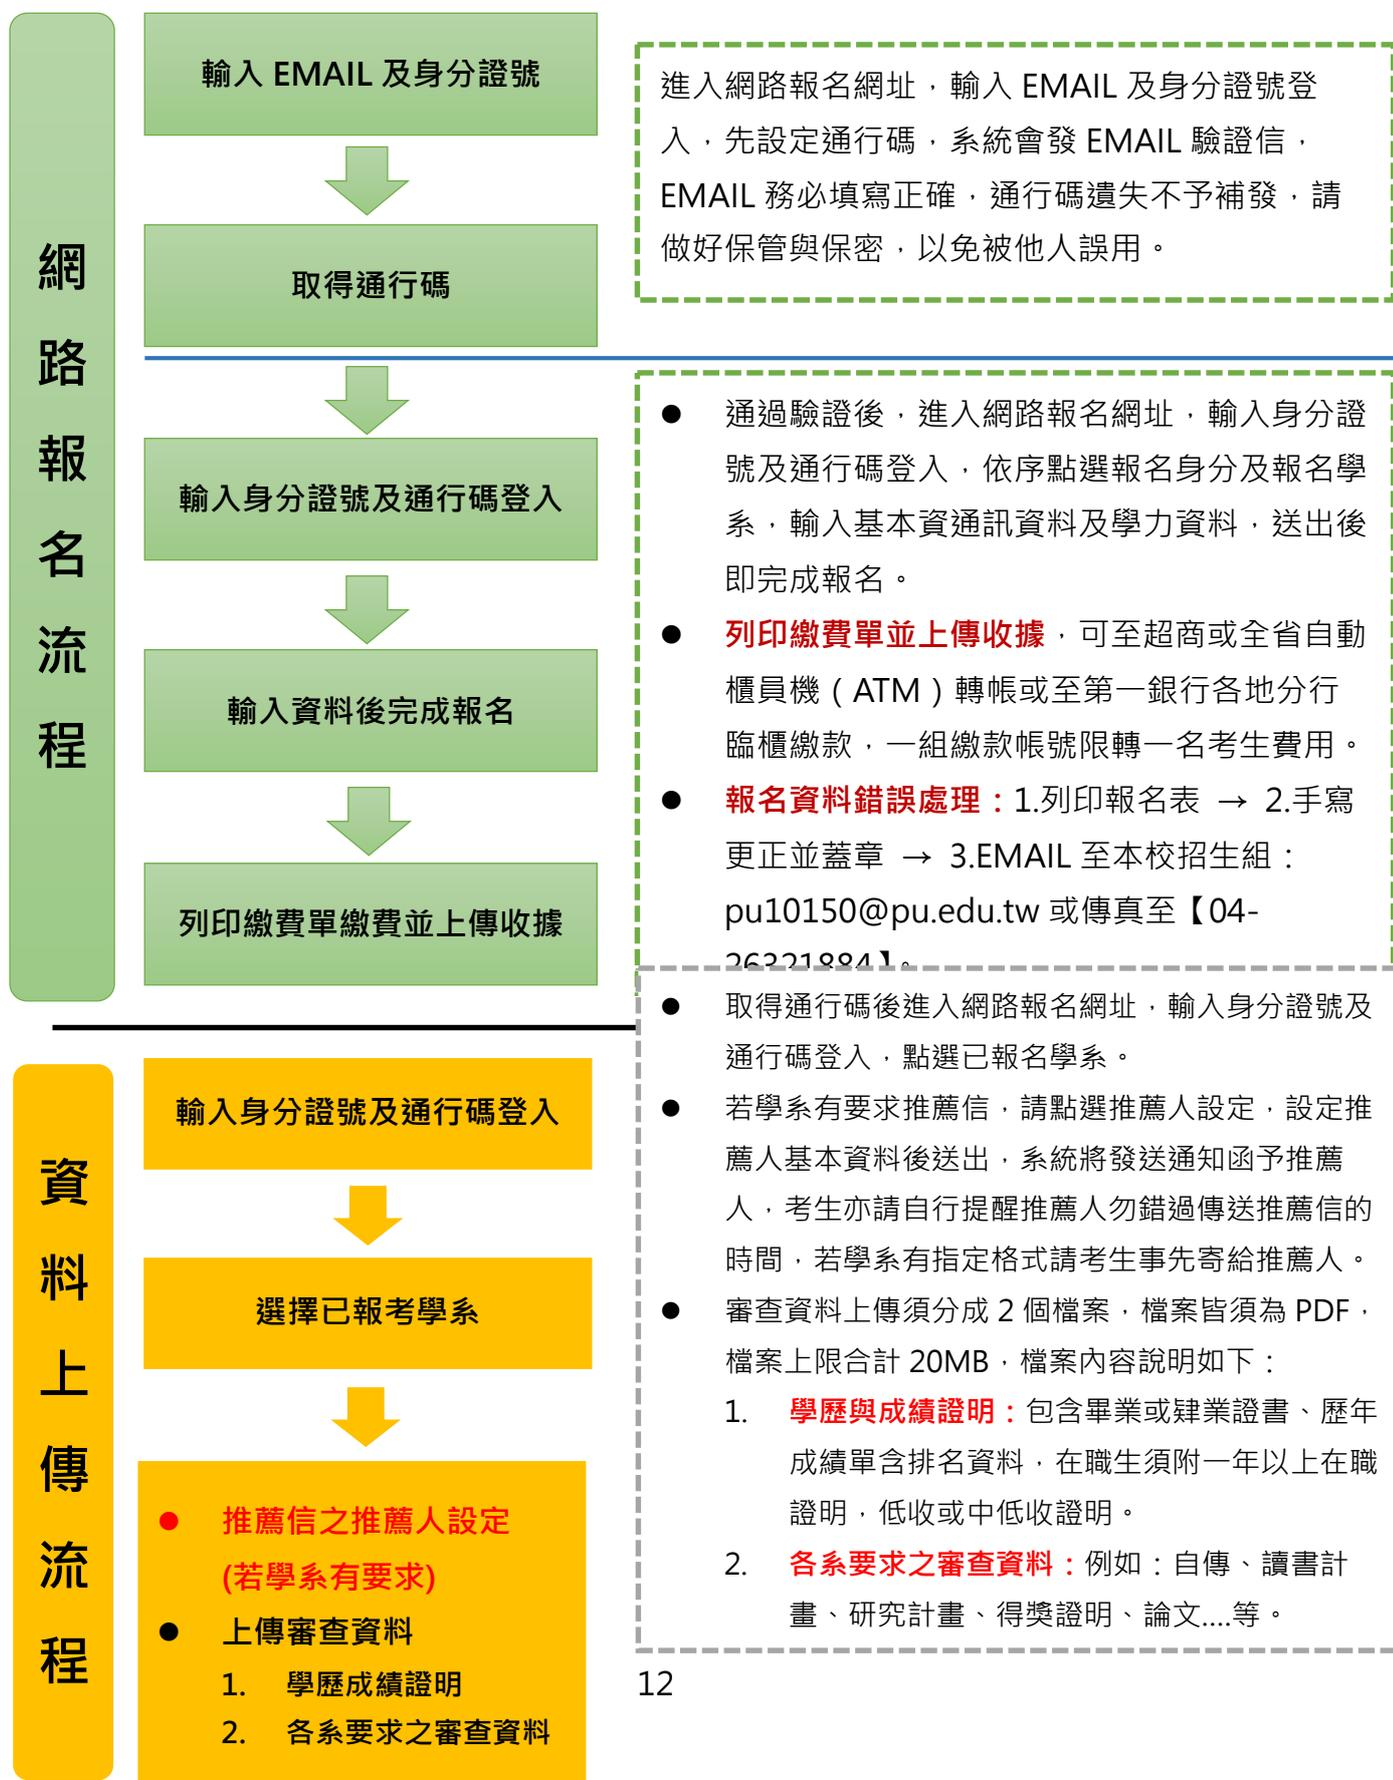 網路報名流程
輸入 EMAIL 及身分證號
取得通行碼
進入網路報名網址，輸入 EMAIL 及身分證號登
入，先設定通行碼，系統會發 EMAIL 驗證信，
EMAIL 務必填寫正確，通行碼遺失不予補發，請
做好保管與保密，以免被他人誤用。
輸入身分證號及通行碼登入
輸入資料後完成報名
列印繳費單繳費並上傳收據
● 通過驗證後，進入網路報名網址，輸入身分證
號及通行碼登入，依序點選報名身分及報名學
系，輸入基本資通訊資料及學力資料，送出後
即完成報名。
● 列印繳費單並上傳收據，可至超商或全省自動
櫃員機（ATM）轉帳或至第一銀行各地分行
臨櫃繳款，一組繳款帳號限轉一名考生費用。
● 報名資料錯誤處理：1.列印報名表 → 2.手寫
更正並蓋章 → 3.EMAIL 至本校招生組：
pu10150@pu.edu.tw 或傳真至【04-
26321884】。
資料上傳流程
輸入身分證號及通行碼登入
選擇已報考學系
● 推薦信之推薦人設定
(若學系有要求)
● 上傳審查資料
1. 學歷成績證明
2. 各系要求之審查資料
● 取得通行碼後進入網路報名網址，輸入身分證號及
通行碼登入，點選已報名學系。
● 若學系有要求推薦信，請點選推薦人設定，設定推
薦人基本資料後送出，系統將發送通知函予推薦
人，考生亦請自行提醒推薦人勿錯過傳送推薦信的
時間，若學系有指定格式請考生事先寄給推薦人。
● 審查資料上傳須分成 2 個檔案，檔案皆須為 PDF，
檔案上限合計 20MB，檔案內容說明如下：
1. 學歷與成績證明：包含畢業或肄業證書、歷年
成績單含排名資料，在職生須附一年以上在職
證明，低收或中低收證明。
2. 各系要求之審查資料：例如：自傳、讀書計
畫、研究計畫、得獎證明、論文....等。
12